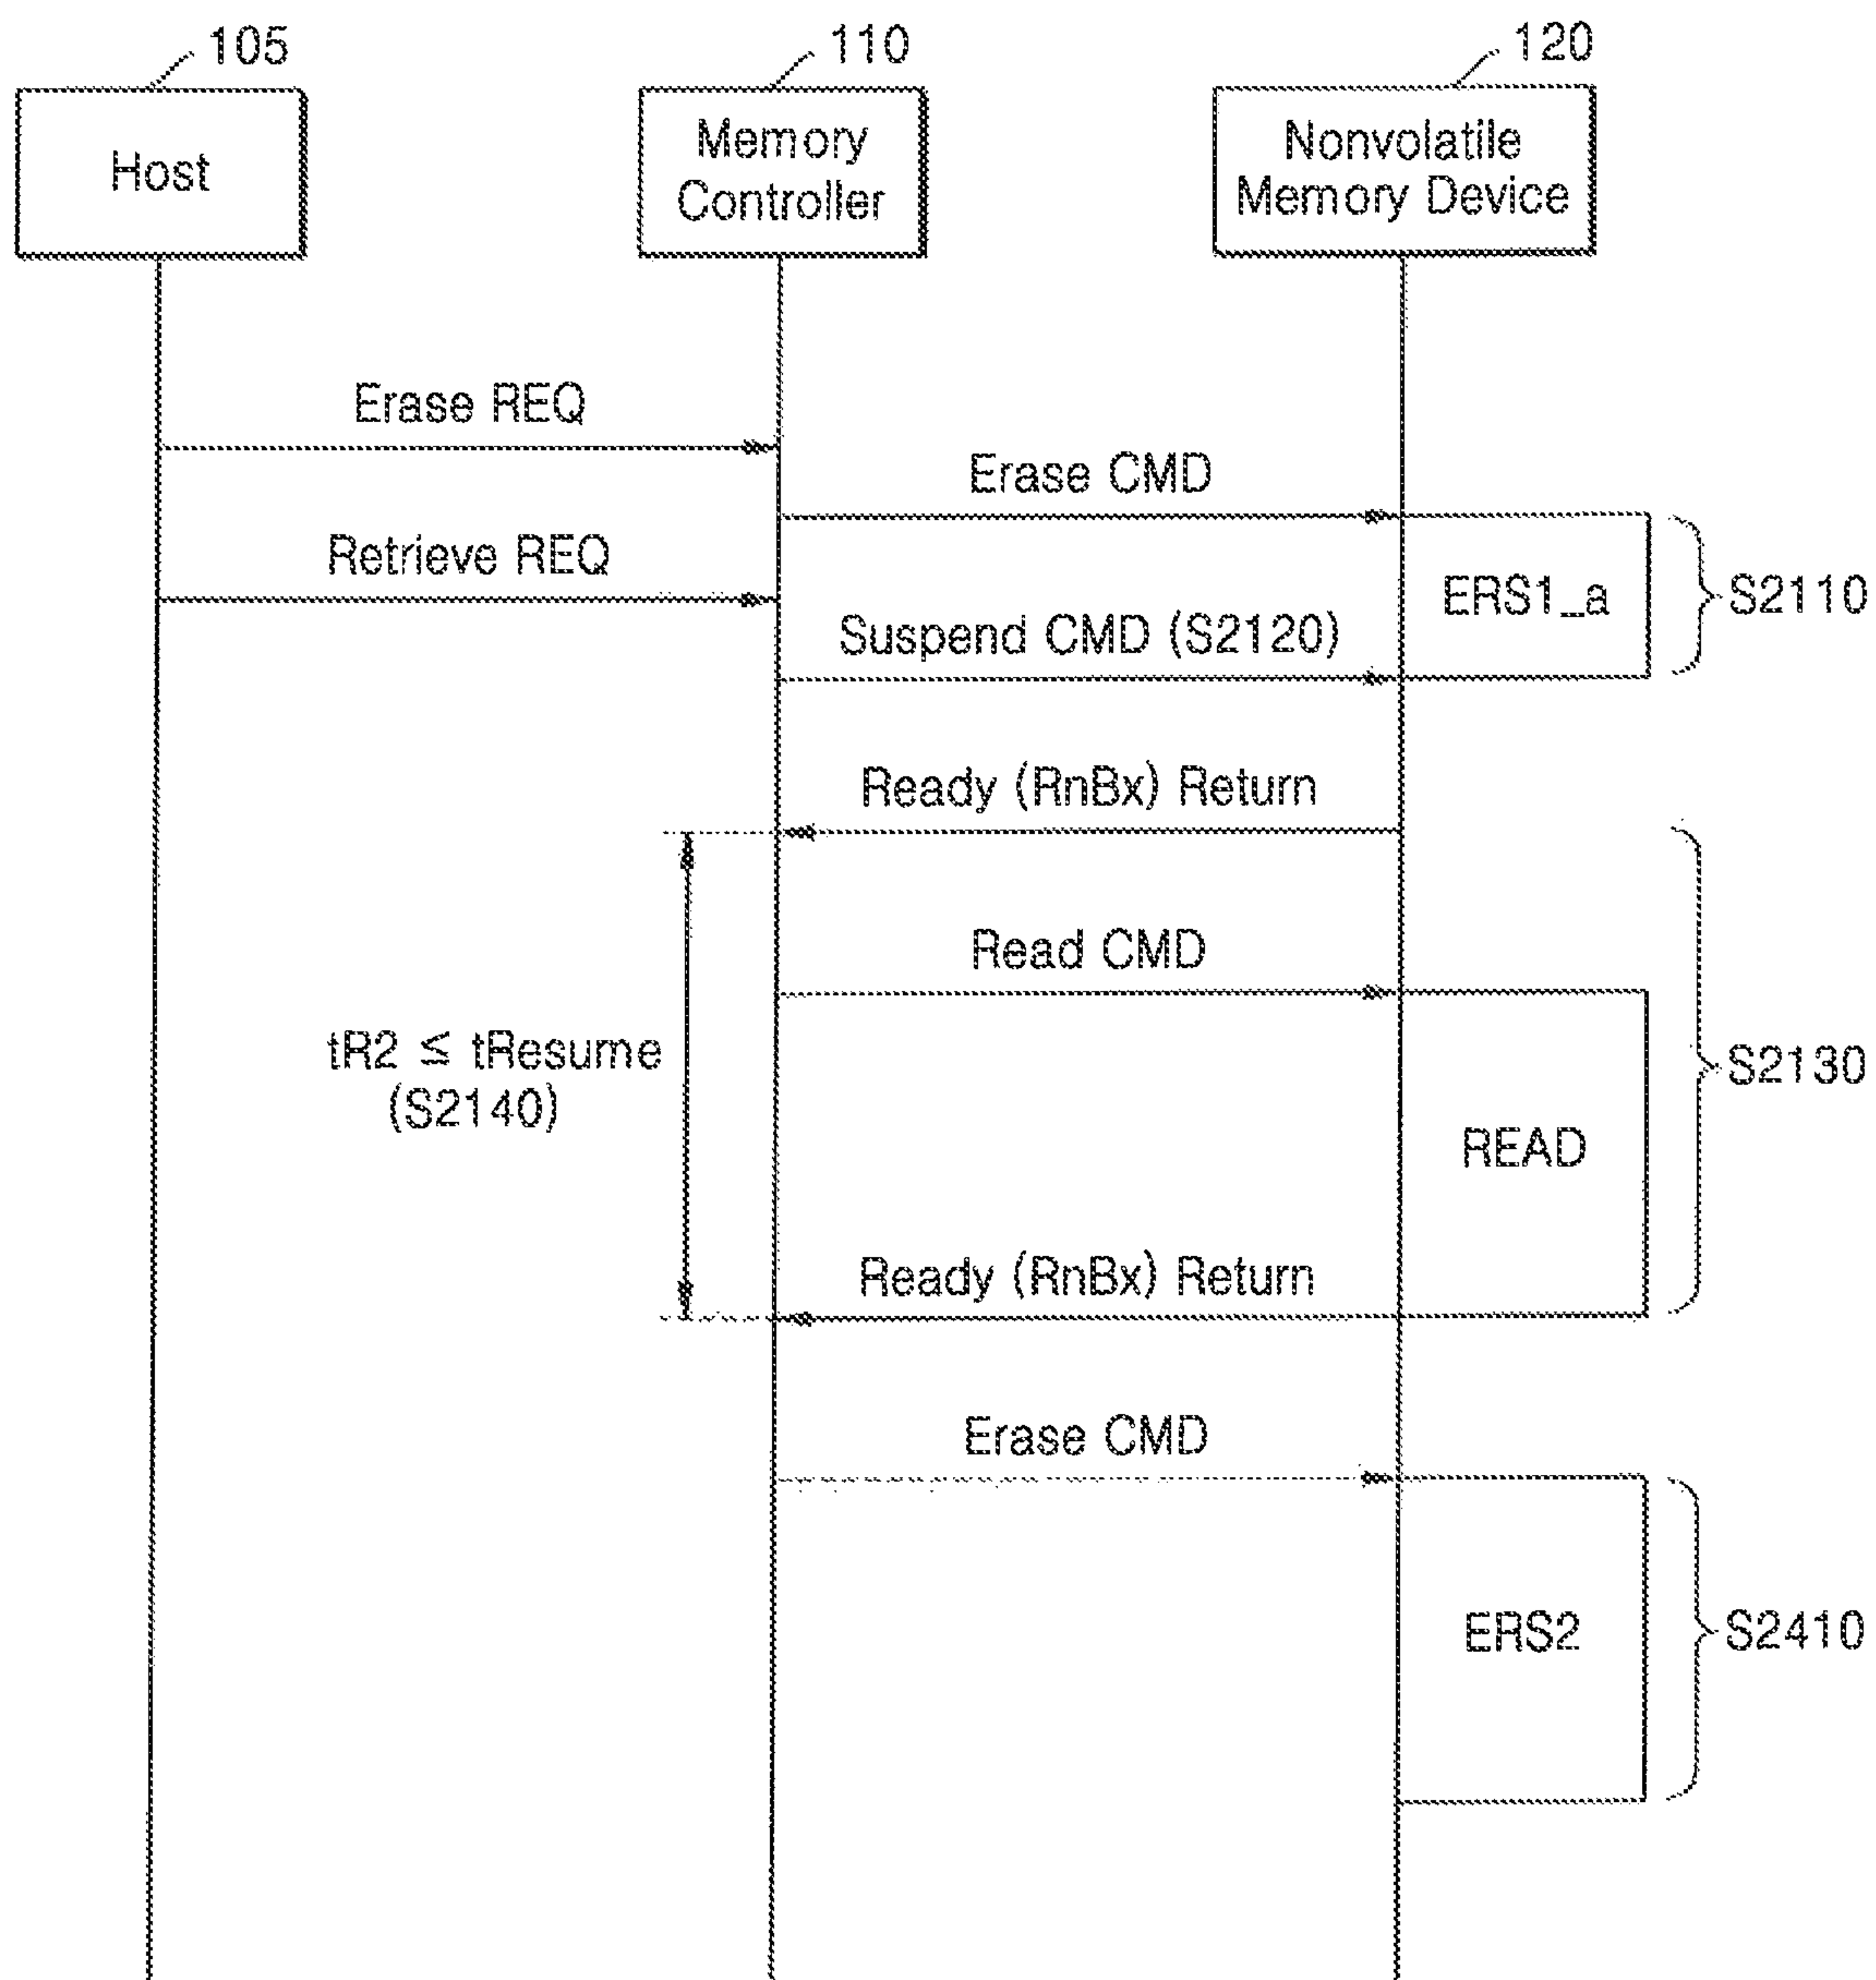 105
110
120
Host
Memory
Controller
Nonvolatile
Memory Device
Erase REQ
Erase CMD
Retrieve REQ
ERS1_a
S2110
Suspend CMD (S2120)
Ready (RnBx) Return
Read CMD
tR2 ≤ tResume
(S2140)
S2130
READ
Ready (RnBx) Return
Erase CMD
ERS2
S2410